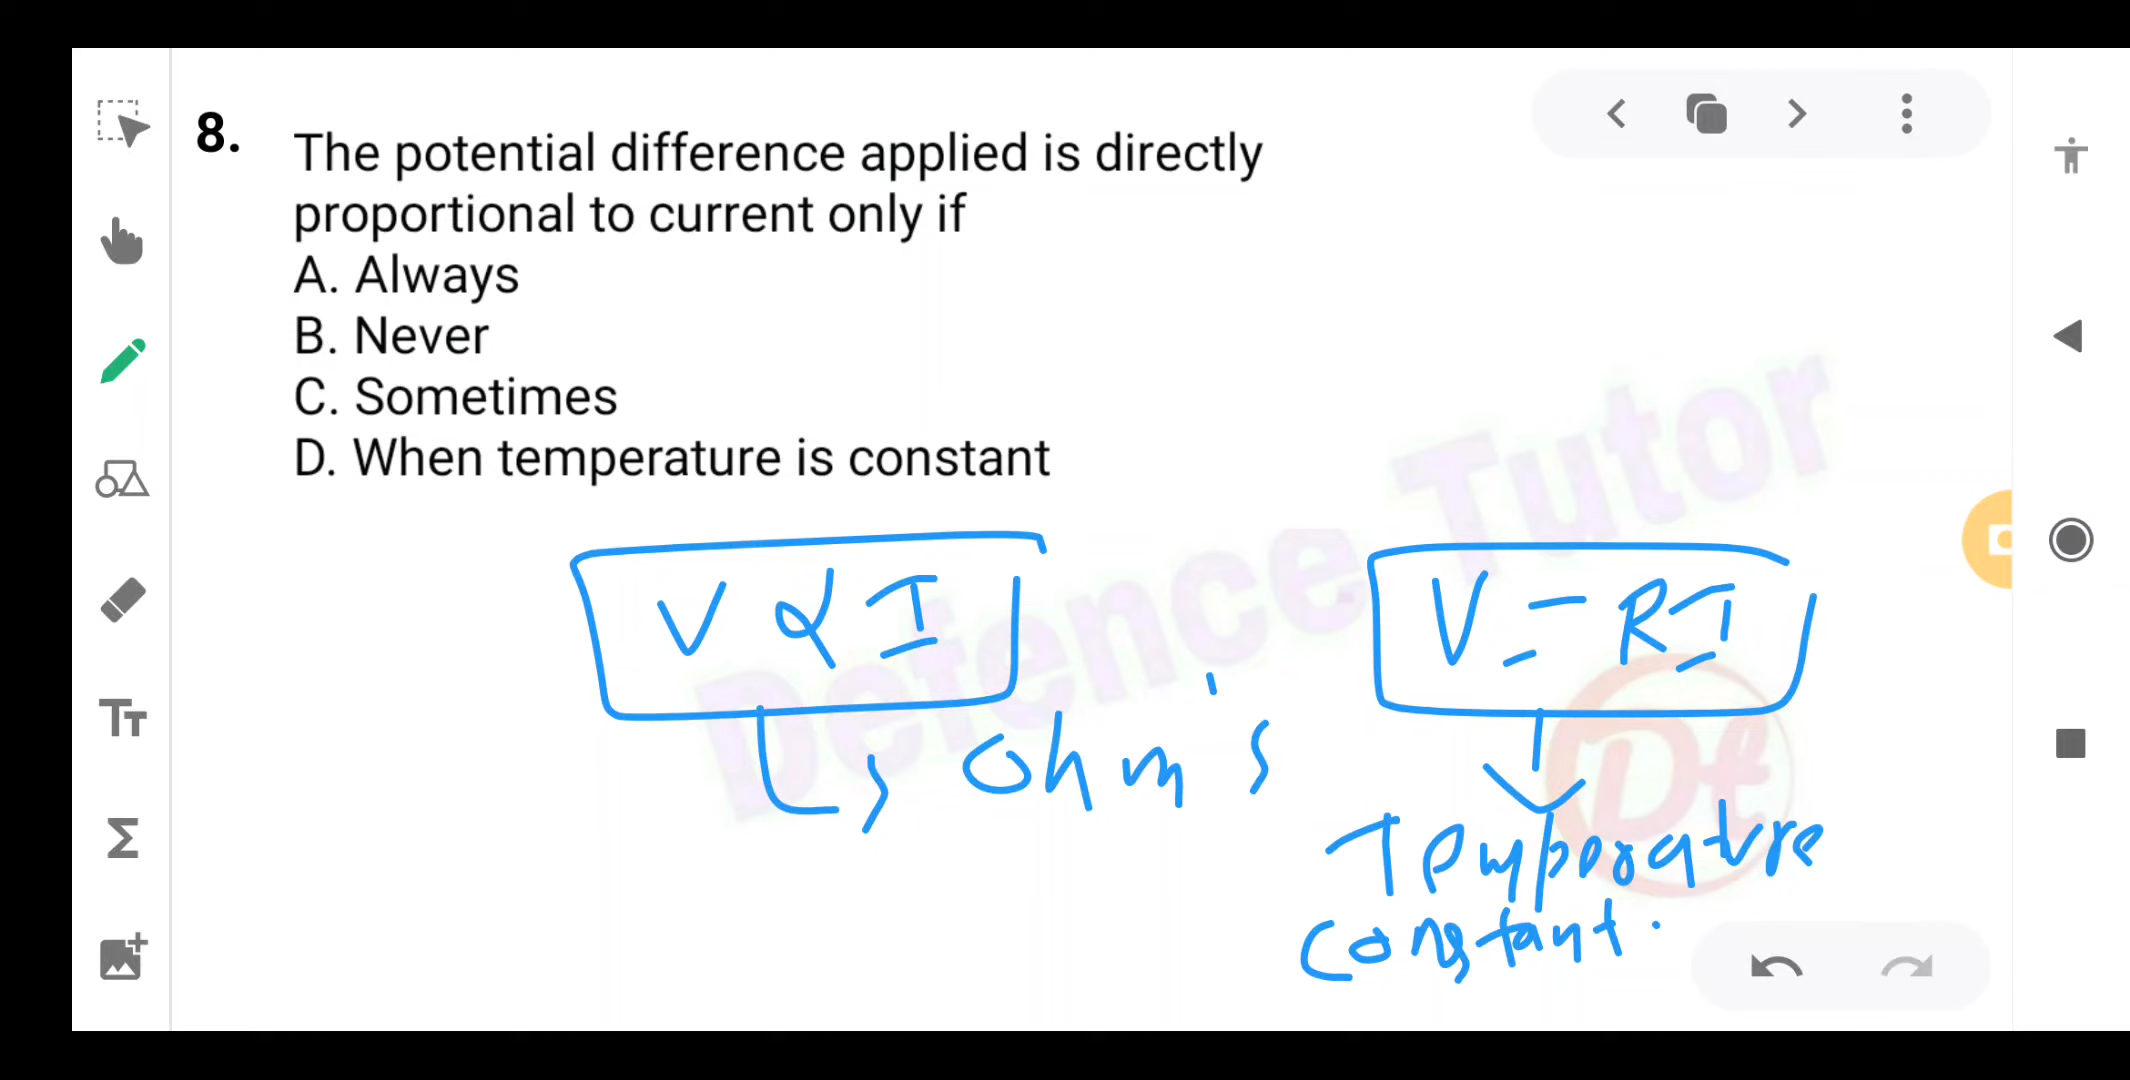 8.
The potential difference applied is directly
proportional to current only if
A. Always
B. Never
C. Sometimes
D. When temperature is constant
V α I
V = RI
Ohm's
Temperature
constant.
Defence Tutor
Dt